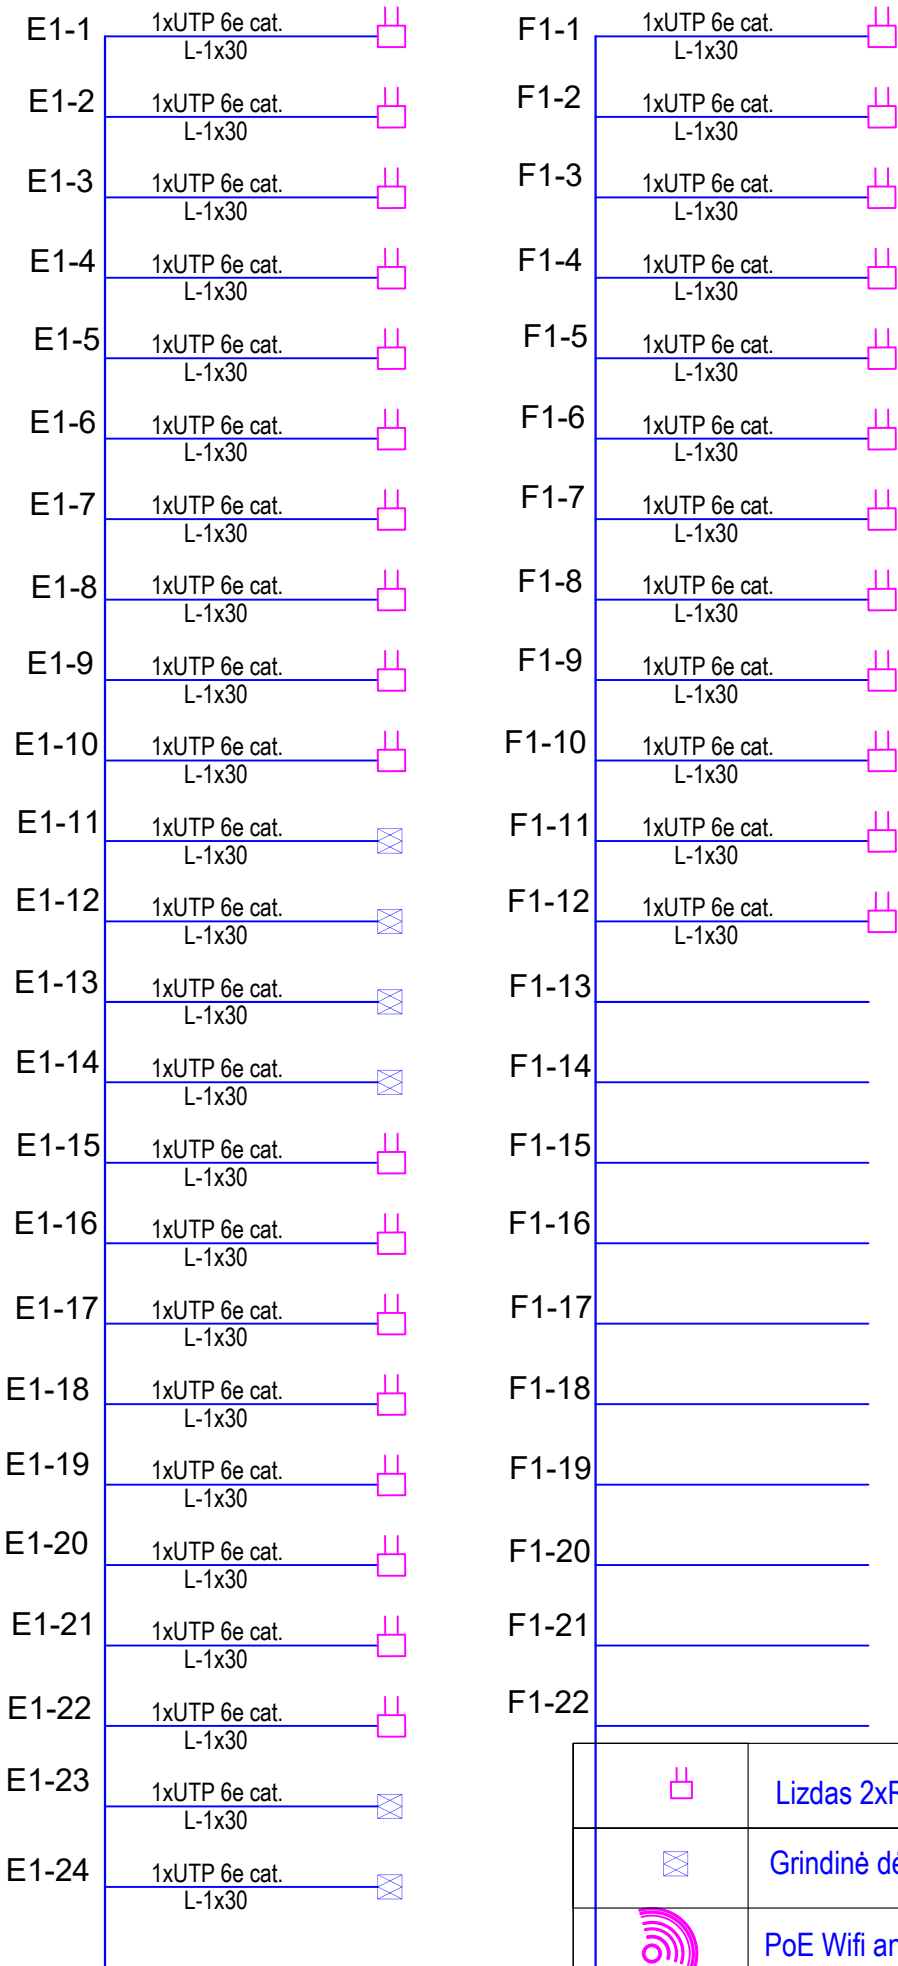 E1-1 1xUTP 6e cat.
L-1x30
E1-2 1xUTP 6e cat.
L-1x30
E1-3 1xUTP 6e cat.
L-1x30
E1-4 1xUTP 6e cat.
L-1x30
E1-5 1xUTP 6e cat.
L-1x30
E1-6 1xUTP 6e cat.
L-1x30
E1-7 1xUTP 6e cat.
L-1x30
E1-8 1xUTP 6e cat.
L-1x30
E1-9 1xUTP 6e cat.
L-1x30
E1-10 1xUTP 6e cat.
L-1x30
E1-11 1xUTP 6e cat.
L-1x30
E1-12 1xUTP 6e cat.
L-1x30
E1-13 1xUTP 6e cat.
L-1x30
E1-14 1xUTP 6e cat.
L-1x30
E1-15 1xUTP 6e cat.
L-1x30
E1-16 1xUTP 6e cat.
L-1x30
E1-17 1xUTP 6e cat.
L-1x30
E1-18 1xUTP 6e cat.
L-1x30
E1-19 1xUTP 6e cat.
L-1x30
E1-20 1xUTP 6e cat.
L-1x30
E1-21 1xUTP 6e cat.
L-1x30
E1-22 1xUTP 6e cat.
L-1x30
E1-23 1xUTP 6e cat.
L-1x30
E1-24 1xUTP 6e cat.
L-1x30
F1-1 1xUTP 6e cat.
L-1x30
F1-2 1xUTP 6e cat.
L-1x30
F1-3 1xUTP 6e cat.
L-1x30
F1-4 1xUTP 6e cat.
L-1x30
F1-5 1xUTP 6e cat.
L-1x30
F1-6 1xUTP 6e cat.
L-1x30
F1-7 1xUTP 6e cat.
L-1x30
F1-8 1xUTP 6e cat.
L-1x30
F1-9 1xUTP 6e cat.
L-1x30
F1-10 1xUTP 6e cat.
L-1x30
F1-11 1xUTP 6e cat.
L-1x30
F1-12 1xUTP 6e cat.
L-1x30
F1-13
F1-14
F1-15
F1-16
F1-17
F1-18
F1-19
F1-20
F1-21
F1-22
Lizdas
Grindinė
PoE Wifi